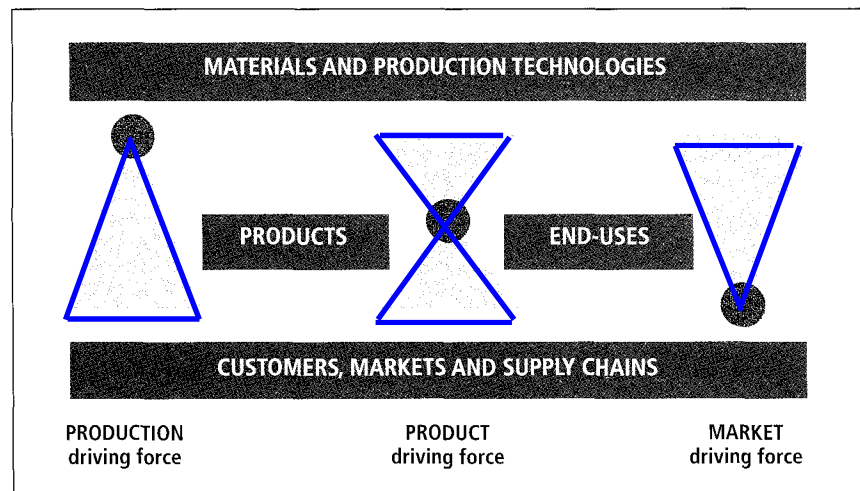 MATERIALS AND PRODUCTION TECHNOLOGIES
PRODUCTS
END-USES
CUSTOMERS, MARKETS AND SUPPLY CHAINS
PRODUCTION
driving force
PRODUCT
driving force
MARKET
driving force